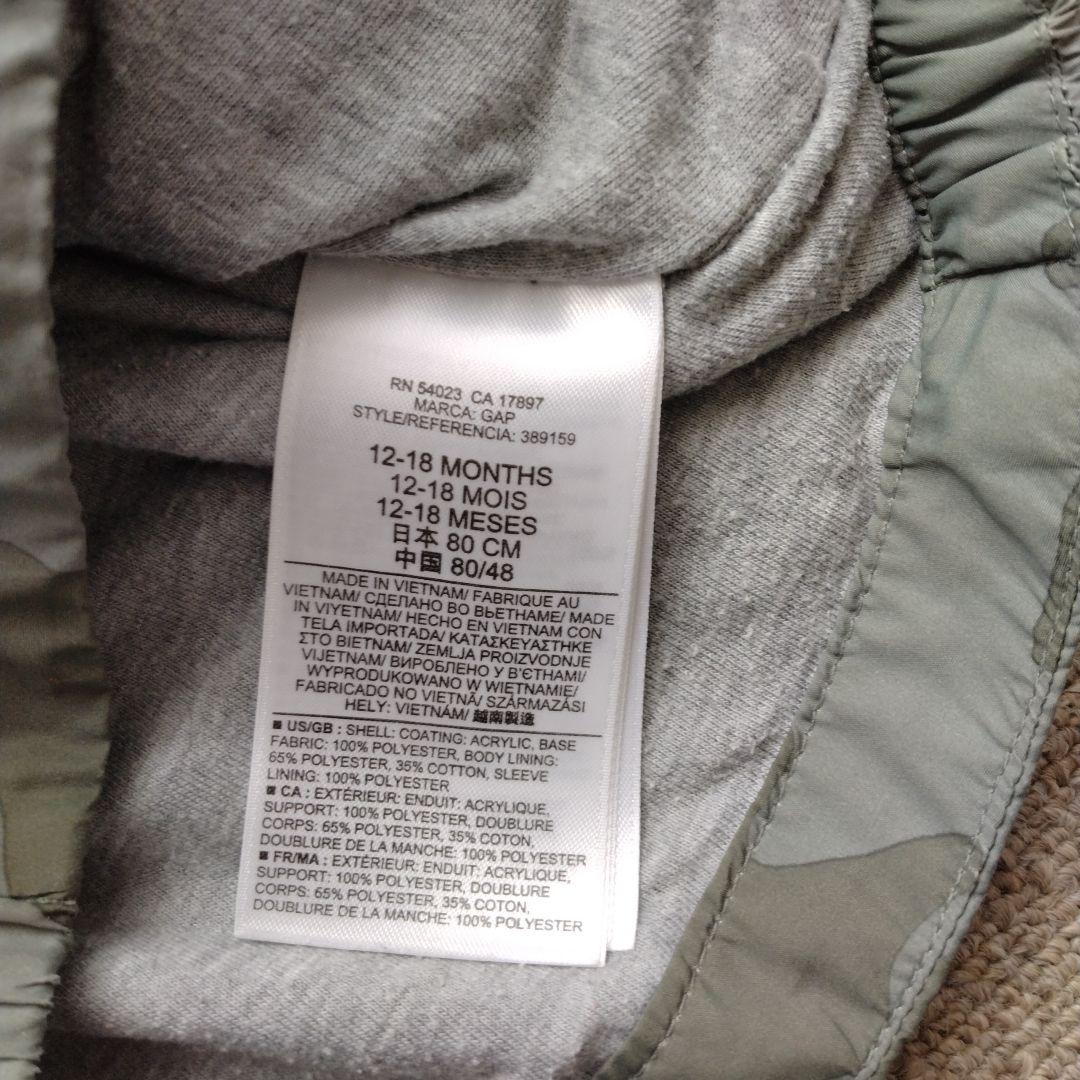 RN 54023 CA 17897
MARCA: GAP
STYLE/REFERENCIA: 389159
12-18 MONTHS
12-18 MOIS
12-18 MESES
日本 80 CM
中国 80/48
MADE IN VIETNAM/ FABRIQUE AU
VIETNAM/ СДЕЛАНО ВО ВЬЕТНАМЕ/ MADE
IN VIYETNAM/ HECHO EN VIETNAM CON
TELA IMPORTADA/ ΚΑΤΑΣΚΕΥΑΣΤΗΚΕ
ΣΤΟ ΒΙΕΤΝΑΜ/ ZEMLJA PROIZVODNJE
VIJETNAM/ ВИРОБЛЕНО У В'ЄТНАМІ/
WYPRODUKOWANO W WIETNAMIE/
FABRICADO NO VIETNÃ/ SZÁRMAZÁSI
HELY: VIETNÁM/ 越南製造
■ US/GB : SHELL: COATING: ACRYLIC, BASE
FABRIC: 100% POLYESTER, BODY LINING:
65% POLYESTER, 35% COTTON, SLEEVE
LINING: 100% POLYESTER
■ CA : EXTÉRIEUR: ENDUIT: ACRYLIQUE,
SUPPORT: 100% POLYESTER, DOUBLURE
CORPS: 65% POLYESTER, 35% COTON,
DOUBLURE DE LA MANCHE: 100% POLYESTER
■ FR/MA : EXTÉRIEUR: ENDUIT: ACRYLIQUE,
SUPPORT: 100% POLYESTER, DOUBLURE
CORPS: 65% POLYESTER, 35% COTON,
DOUBLURE DE LA MANCHE: 100% POLYESTER